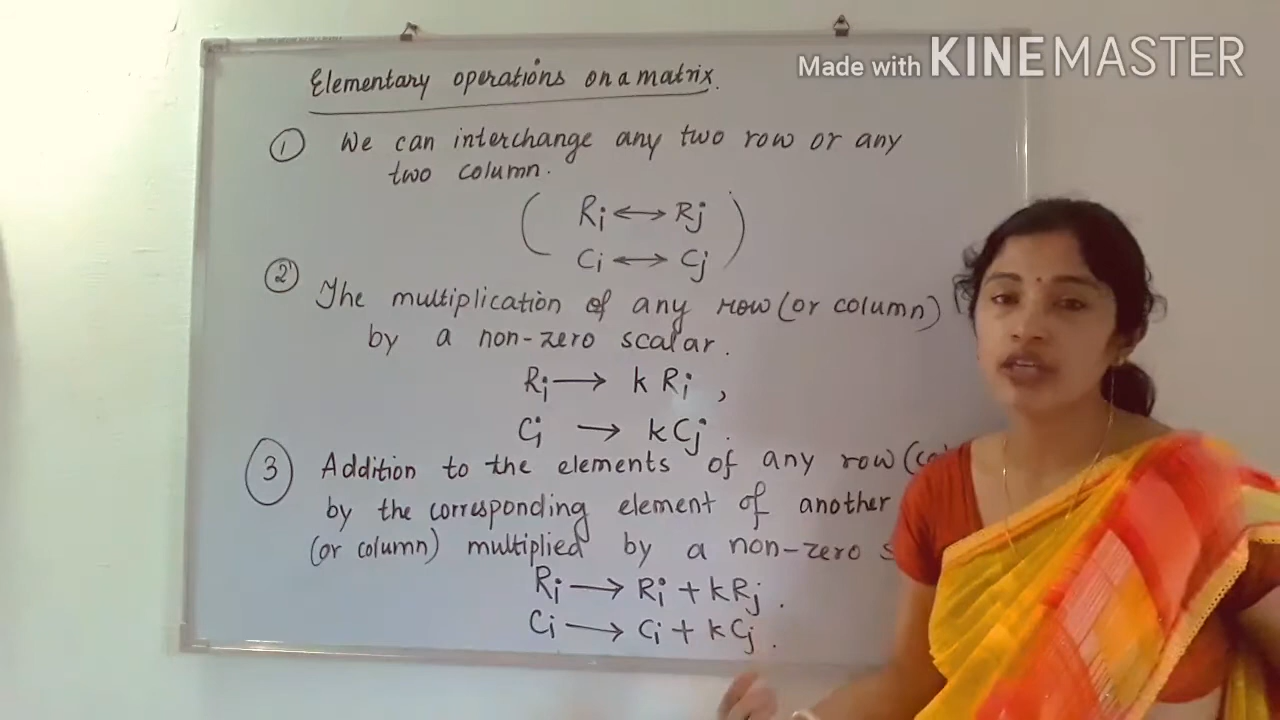 Made with KINEMASTER
Elementary operations on a matrix.
① We can interchange any two row or any
two column.
( Ri ↔ Rj
Ci ↔ Cj )
② The multiplication of any row (or column)
by a non-zero scalar.
Ri → k Ri ,
Ci → k Cj .
③ Addition to the elements of any row (
by the corresponding element of another
(or column) multiplied by a non-zero
Ri → Ri + k Rj .
Ci → Ci + k Cj .